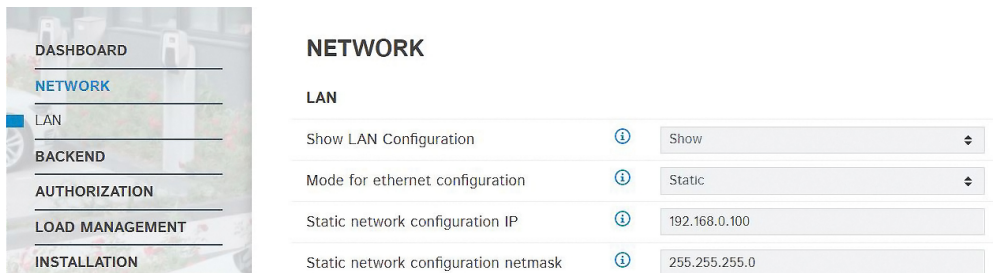 DASHBOARD
NETWORK
LAN
BACKEND
AUTHORIZATION
LOAD MANAGEMENT
INSTALLATION
NETWORK
LAN
Show LAN Configuration Show
Mode for ethernet configuration Static
Static network configuration IP 192.168.0.100
Static network configuration netmask 255.255.255.0